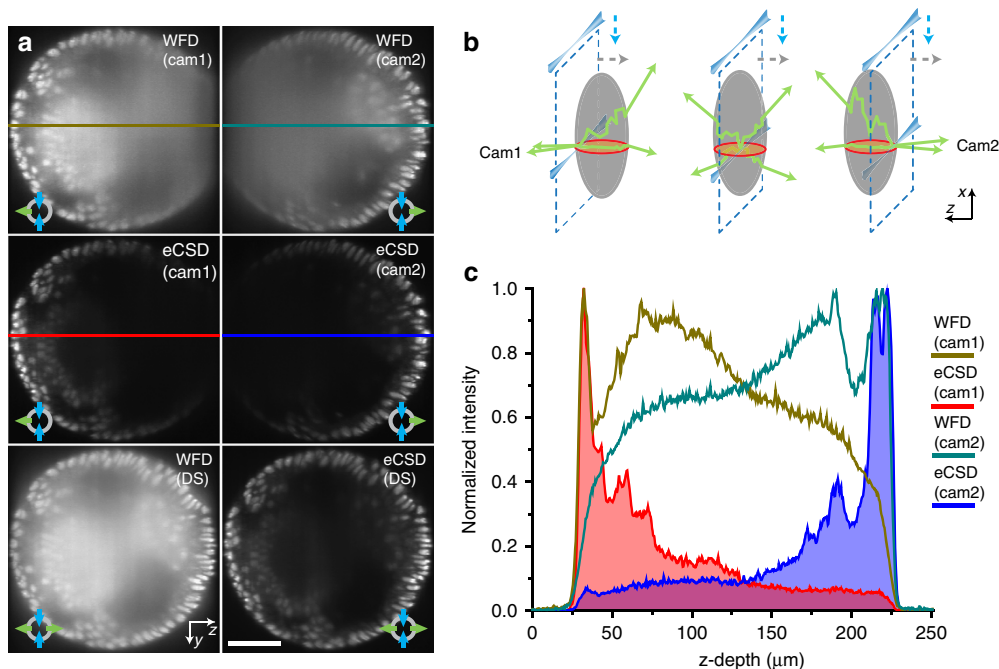 a
WFD
(cam1)
WFD
(cam2)
eCSD
(cam1)
eCSD
(cam2)
WFD
(DS)
eCSD
(DS)
z
y
b
Cam1
Cam2
x
z
c
Normalized intensity
1.0
0.8
0.6
0.4
0.2
0.0
0
50
100
150
200
250
z-depth (μm)
WFD
(cam1)
eCSD
(cam1)
WFD
(cam2)
eCSD
(cam2)